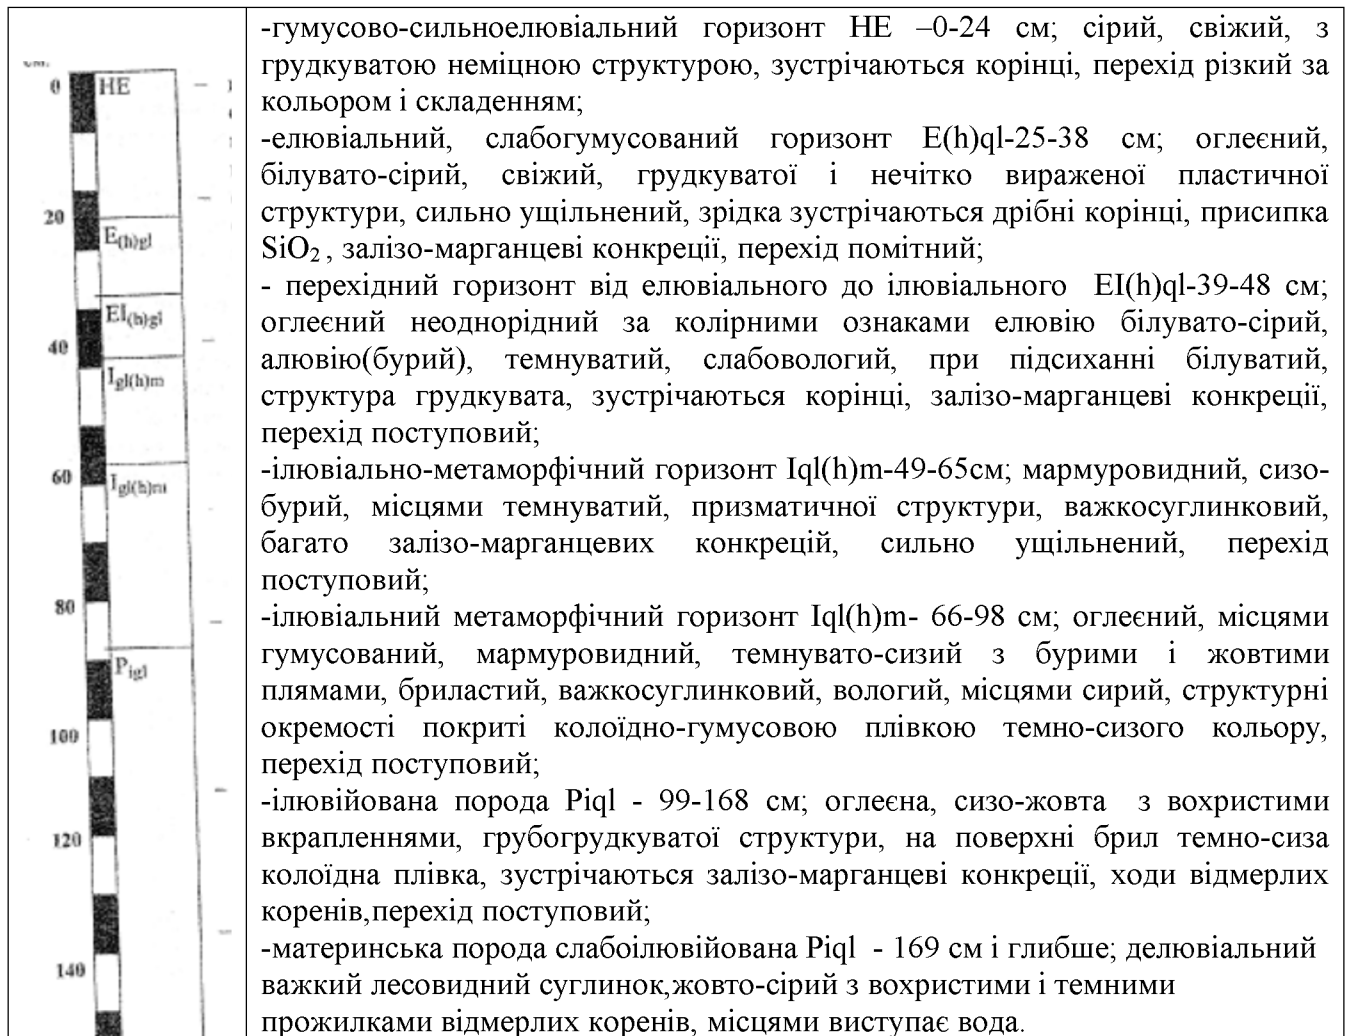 см.
0 HE
20
E(h)gl
EI(h)gl
40
Igl(h)m
60
Igl(h)m
80
Pigl
100
120
140
-гумусово-сильноелювіальний горизонт НЕ –0-24 см; сірий, свіжий, з
грудкуватою неміцною структурою, зустрічаються корінці, перехід різкий за
кольором і складенням;
-елювіальний, слабогумусований горизонт E(h)ql-25-38 см; оглеєний,
білувато-сірий, свіжий, грудкуватої і нечітко вираженої пластичної
структури, сильно ущільнений, зрідка зустрічаються дрібні корінці, присипка
SiO2 , залізо-марганцеві конкреції, перехід помітний;
- перехідний горизонт від елювіального до ілювіального EI(h)ql-39-48 см;
оглеєний неоднорідний за колірними ознаками елювію білувато-сірий,
алювію(бурий), темнуватий, слабовологий, при підсиханні білуватий,
структура грудкувата, зустрічаються корінці, залізо-марганцеві конкреції,
перехід поступовий;
-ілювіально-метаморфічний горизонт Iql(h)m-49-65см; мармуровидний, сизо-
бурий, місцями темнуватий, призматичної структури, важкосуглинковий,
багато залізо-марганцевих конкрецій, сильно ущільнений, перехід
поступовий;
-ілювіальний метаморфічний горизонт Iql(h)m- 66-98 см; оглеєний, місцями
гумусований, мармуровидний, темнувато-сизий з бурими і жовтими
плямами, бриластий, важкосуглинковий, вологий, місцями сирий, структурні
окремості покриті колоїдно-гумусовою плівкою темно-сизого кольору,
перехід поступовий;
-ілювійована порода Piql - 99-168 см; оглеєна, сизо-жовта з вохристими
вкрапленнями, грубогрудкуватої структури, на поверхні брил темно-сиза
колоїдна плівка, зустрічаються залізо-марганцеві конкреції, ходи відмерлих
коренів,перехід поступовий;
-материнська порода слабоілювійована Piql - 169 см і глибше; делювіальний
важкий лесовидний суглинок,жовто-сірий з вохристими і темними
прожилками відмерлих коренів, місцями виступає вода.